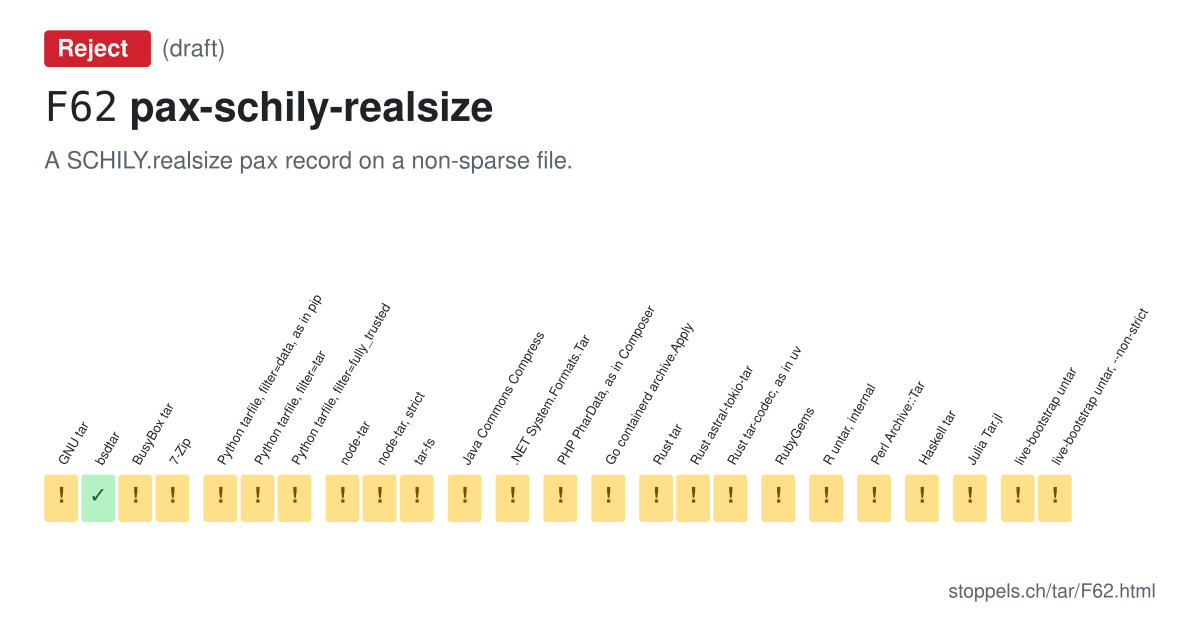 Reject (draft)
F62 pax-schily-realsize
A SCHILY.realsize pax record on a non-sparse file.
GNU tar
bsdtar
BusyBox tar
7-Zip
Python tarfile, filter=data, as in pip
Python tarfile, filter=tar
Python tarfile, filter=fully_trusted
node-tar
node-tar, strict
tar-fs
Java Commons Compress
.NET System.Formats.Tar
PHP PharData, as in Composer
Go containerd archive.Apply
Rust tar
Rust astral-tokio-tar
Rust tar-codec, as in uv
RubyGems
R untar, internal
Perl Archive::Tar
Haskell tar
Julia Tar.jl
live-bootstrap untar
live-bootstrap untar, --non-strict
! ✓ ! ! ! ! ! ! ! ! ! ! ! ! ! ! ! ! ! ! ! ! ! !
stoppels.ch/tar/F62.html